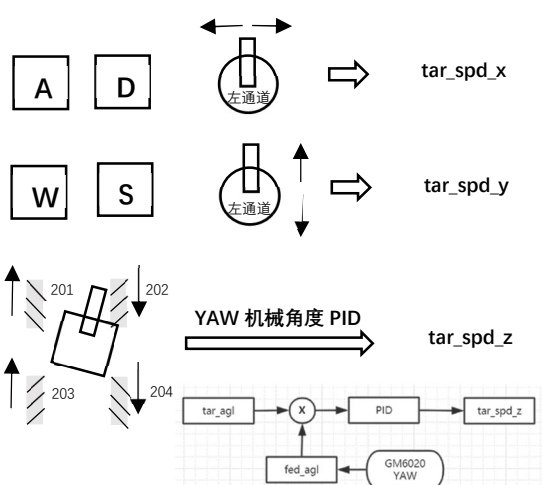 A
D
左通道
tar_spd_x
W
S
左通道
tar_spd_y
201
202
203
204
YAW 机械角度 PID
tar_spd_z
tar_agl
X
PID
tar_spd_z
fed_agl
GM6020
YAW